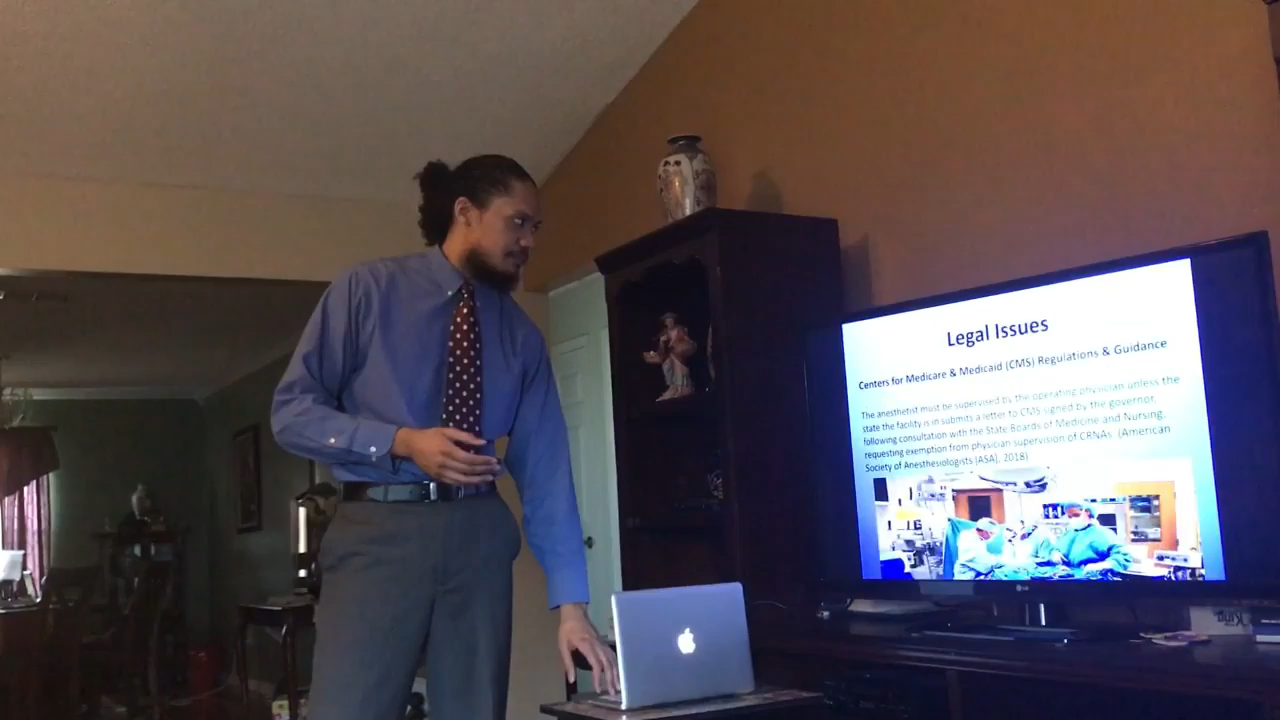 Legal Issues
Centers for Medicare & Medicaid (CMS) Regulations & Guidance
The anesthetist must be supervised by the operating physician unless the
state the facility is in submits a letter to CMS signed by the governor,
following consultation with the State Boards of Medicine and Nursing,
requesting exemption from physician supervision of CRNAs. (American
Society of Anesthesiologists [ASA], 2018)
LG
King